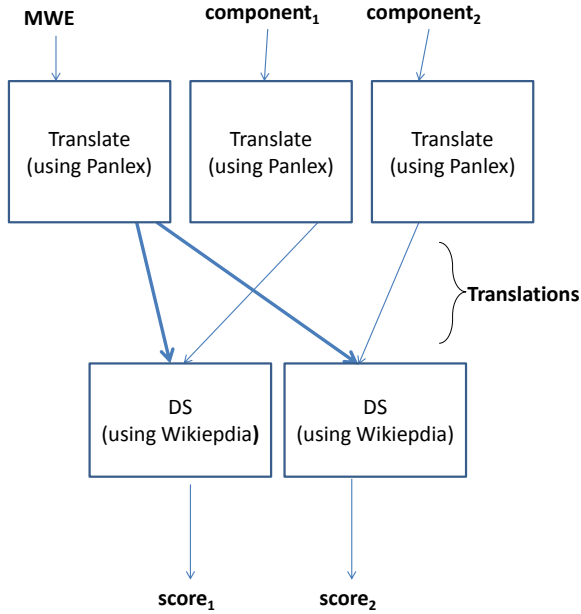 MWE
component₁
component₂
Translate
(using Panlex)
Translate
(using Panlex)
Translate
(using Panlex)
Translations
DS
(using Wikiepdia)
DS
(using Wikiepdia)
score₁
score₂